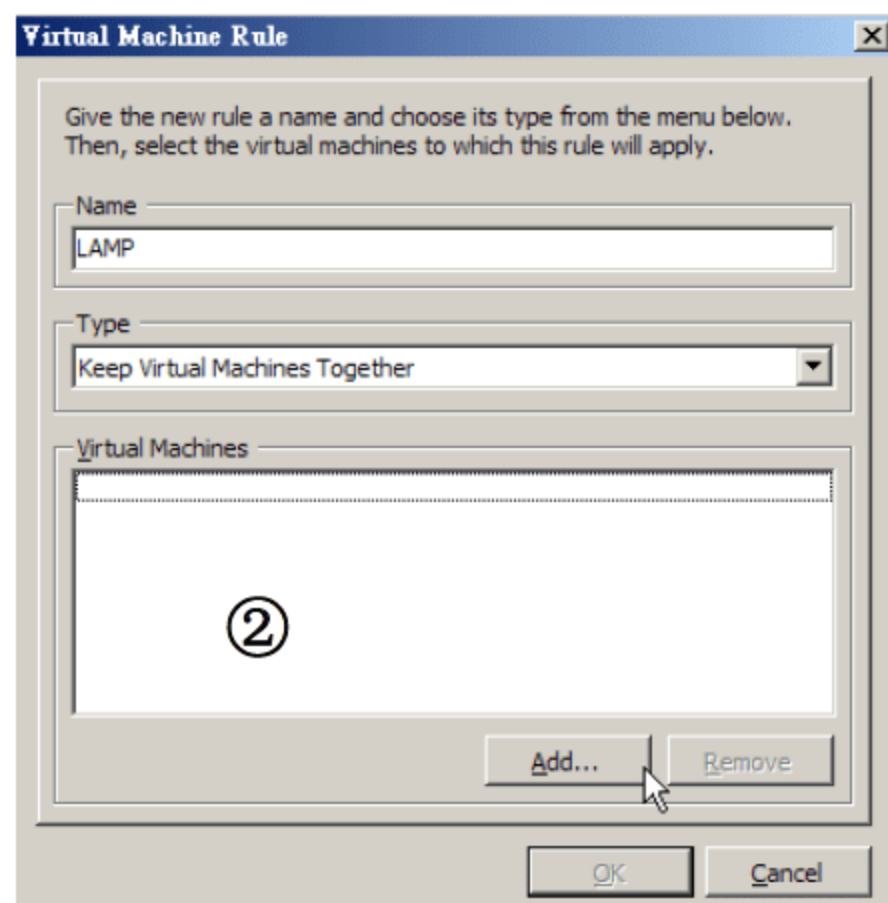 Virtual Machine Rule
Give the new rule a name and choose its type from the menu below.
Then, select the virtual machines to which this rule will apply.
Name
LAMP
Type
Keep Virtual Machines Together
Virtual Machines
②
Add...
Remove
OK
Cancel